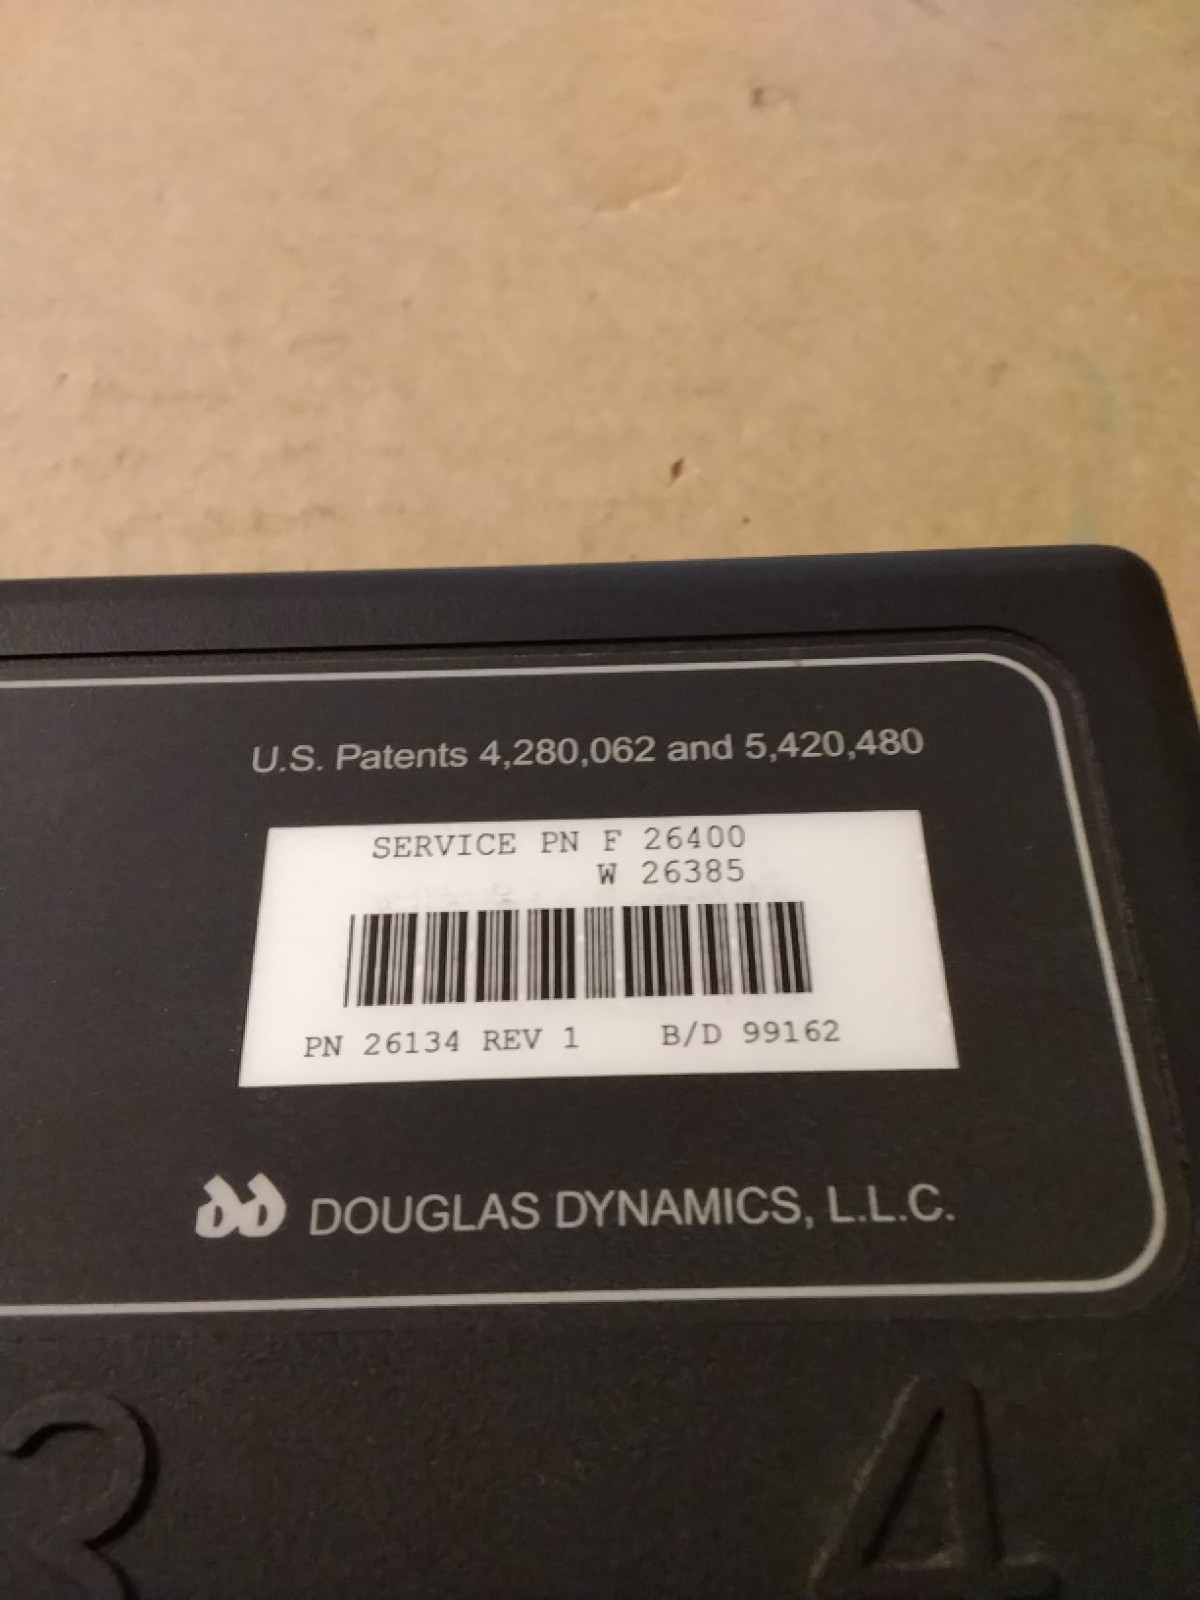 U.S. Patents 4,280,062 and 5,420,480
SERVICE PN F 26400
W 26385
PN 26134 REV 1 B/D 99162
DOUGLAS DYNAMICS, L.L.C.
3 4